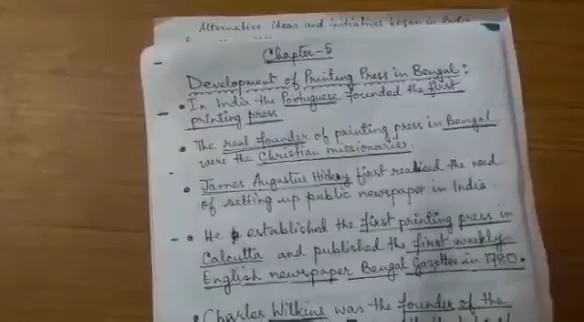 Alternative ideas and initiatives began in India
Chapter-5
Development of Printing Press in Bengal:
• In India the Portuguese founded the first
printing press
• The real founder of printing press in Bengal
were the Christian missionaries.
• James Augustus Hickey first realised the need
of setting up public newspaper in India
• He established the first printing press in
Calcutta and published the first weekly
English newspaper Bengal Gazette in 1780.
• Charles Wilkins was the founder of the